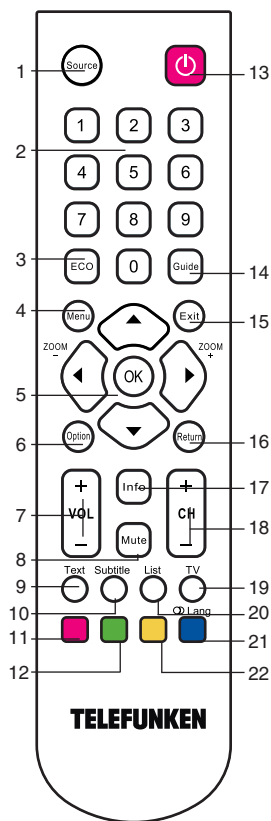 1 Source 13
1 2 3
2
4 5 6
7 8 9
3 ECO 0 Guide 14
4 Menu Exit 15
ZOOM - ZOOM +
5 OK
6 Option Return 16
+ Info + 17
7 VOL CH 18
- Mute -
8
Text Subtitle List TV
9 19
10 20
Lang
11 21
12 22
TELEFUNKEN